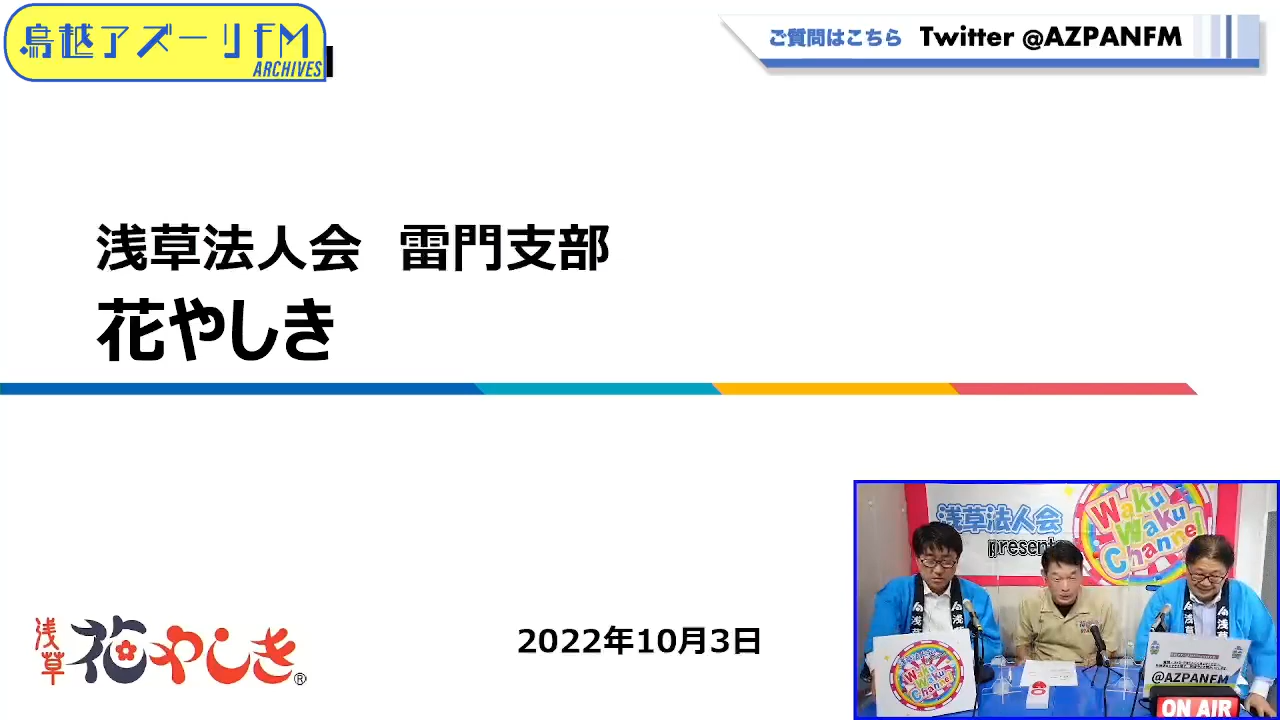 鳥越アズーリFM
ARCHIVES
ご質問はこちら Twitter @AZPANFM
浅草法人会 雷門支部
花やしき
浅草 花やしき®
2022年10月3日
浅草法人会
presents
Waku
Waku
Channel
Waku
Waku
Channel
@AZPANFM
ON AIR